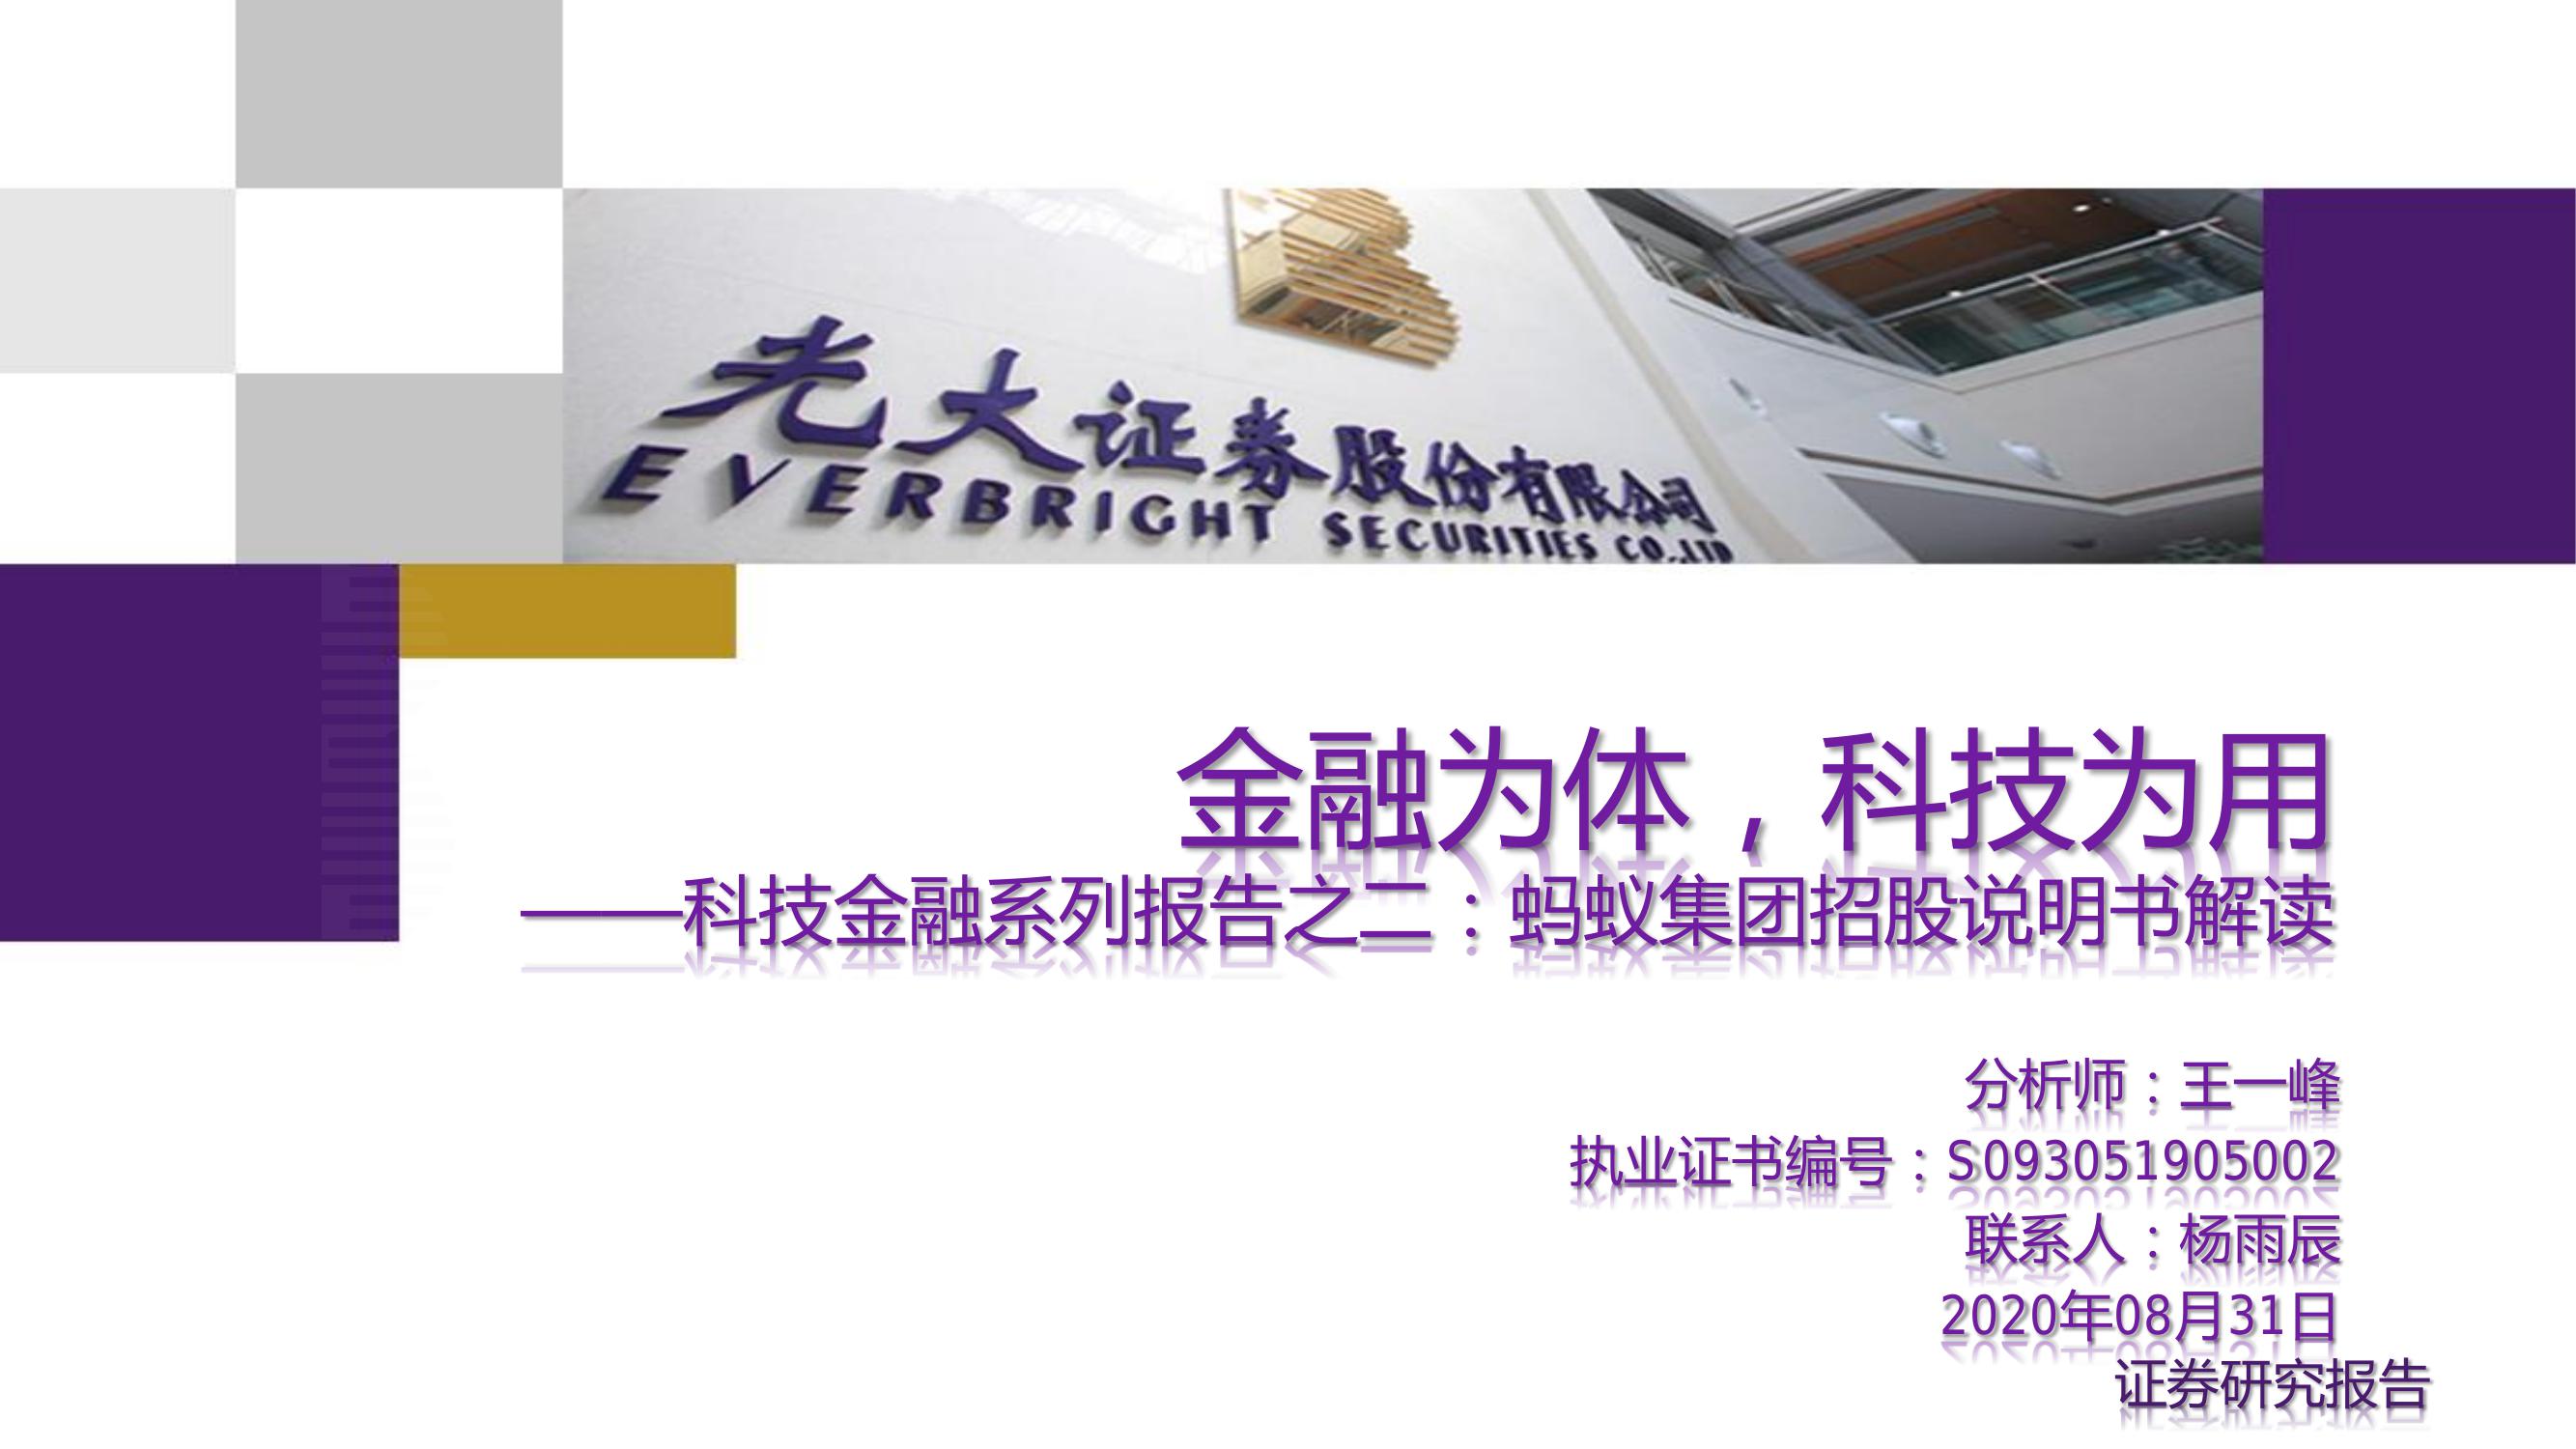 光大证券股份有限公司
EVERBRIGHT SECURITIES CO.,LTD
金融为体，科技为用
——科技金融系列报告之二：蚂蚁集团招股说明书解读
分析师：王一峰
执业证书编号：S093051905002
联系人：杨雨辰
2020年08月31日
证券研究报告